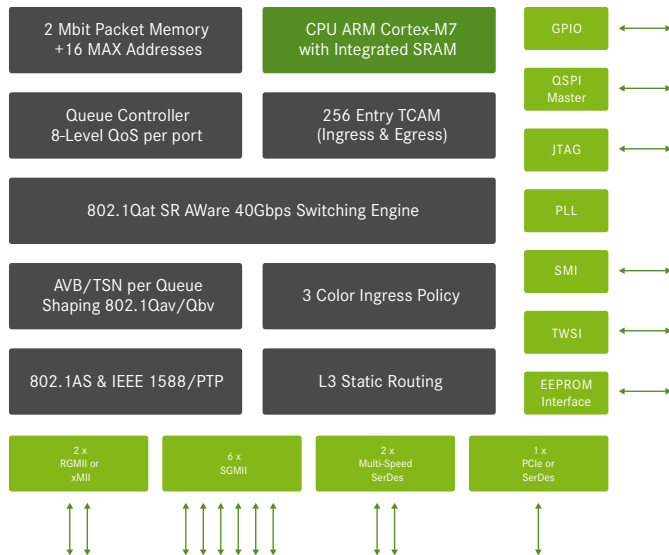 2 Mbit Packet Memory
+16 MAX Addresses
CPU ARM Cortex-M7
with Integrated SRAM
GPIO
Queue Controller
8-Level QoS per port
256 Entry TCAM
(Ingress & Egress)
QSPI
Master
JTAG
802.1Qat SR AWare 40Gbps Switching Engine
PLL
AVB/TSN per Queue
Shaping 802.1Qav/Qbv
3 Color Ingress Policy
SMI
TWSI
802.1AS & IEEE 1588/PTP
L3 Static Routing
EEPROM
Interface
2 x
RGMII or
xMII
6 x
SGMII
2 x
Multi-Speed
SerDes
1 x
PCIe or
SerDes